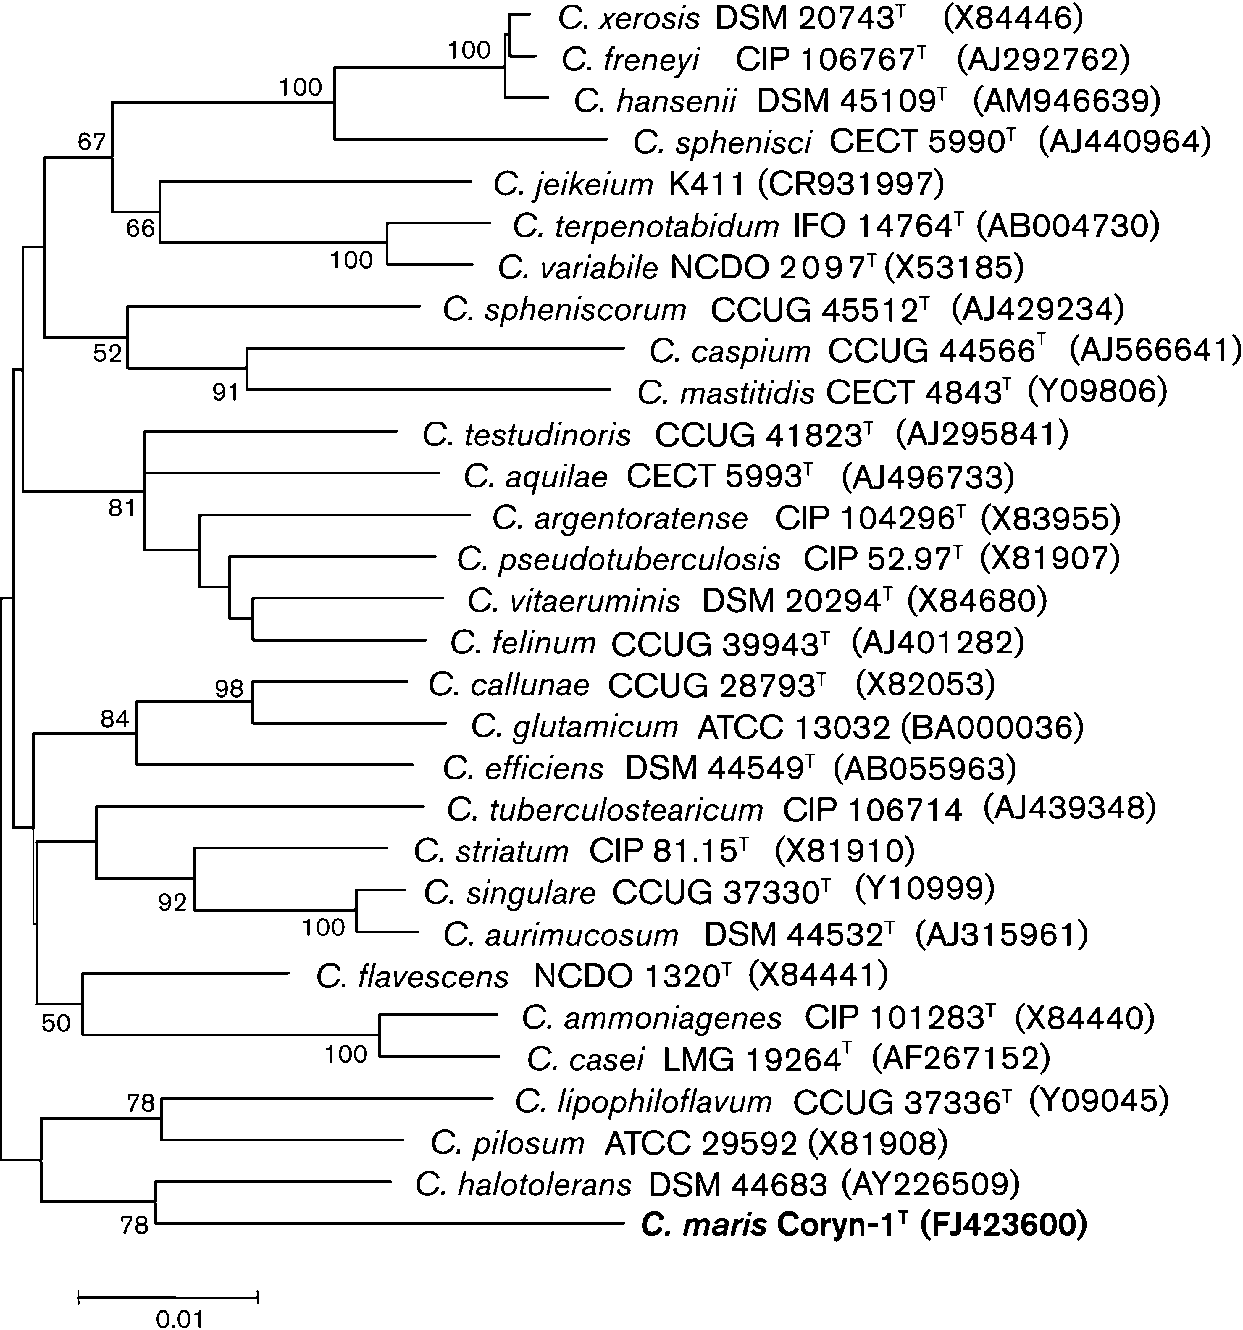 C. xerosis DSM 20743ᵀ (X84446)
100
C. freneyi CIP 106767ᵀ (AJ292762)
100
C. hansenii DSM 45109ᵀ (AM946639)
67
C. sphenisci CECT 5990ᵀ (AJ440964)
C. jeikeium K411 (CR931997)
66
C. terpenotabidum IFO 14764ᵀ (AB004730)
100
C. variabile NCDO 2097ᵀ (X53185)
C. spheniscorum CCUG 45512ᵀ (AJ429234)
52
C. caspium CCUG 44566ᵀ (AJ566641)
91
C. mastitidis CECT 4843ᵀ (Y09806)
C. testudinoris CCUG 41823ᵀ (AJ295841)
C. aquilae CECT 5993ᵀ (AJ496733)
81
C. argentoratense CIP 104296ᵀ (X83955)
C. pseudotuberculosis CIP 52.97ᵀ (X81907)
C. vitaeruminis DSM 20294ᵀ (X84680)
C. felinum CCUG 39943ᵀ (AJ401282)
98
C. callunae CCUG 28793ᵀ (X82053)
84
C. glutamicum ATCC 13032 (BA000036)
C. efficiens DSM 44549ᵀ (AB055963)
C. tuberculostearicum CIP 106714 (AJ439348)
C. striatum CIP 81.15ᵀ (X81910)
92
C. singulare CCUG 37330ᵀ (Y10999)
100
C. aurimucosum DSM 44532ᵀ (AJ315961)
C. flavescens NCDO 1320ᵀ (X84441)
50
C. ammoniagenes CIP 101283ᵀ (X84440)
100
C. casei LMG 19264ᵀ (AF267152)
78
C. lipophiloflavum CCUG 37336ᵀ (Y09045)
C. pilosum ATCC 29592 (X81908)
C. halotolerans DSM 44683 (AY226509)
78
C. maris Coryn-1ᵀ (FJ423600)
0.01